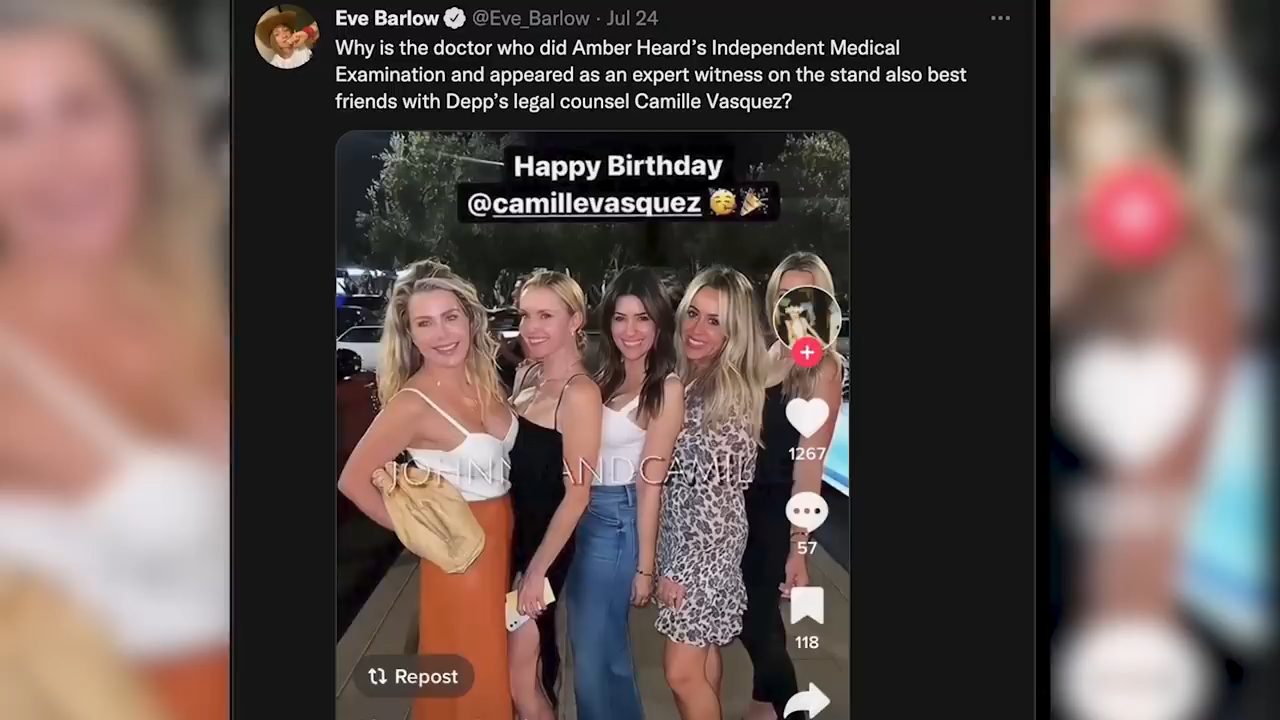 Eve Barlow @Eve_Barlow · Jul 24
Why is the doctor who did Amber Heard’s Independent Medical
Examination and appeared as an expert witness on the stand also best
friends with Depp’s legal counsel Camille Vasquez?
Happy Birthday
@camillevasquez 🥳🎉
1267
JOHNNYANDCAMILLE
57
118
Repost